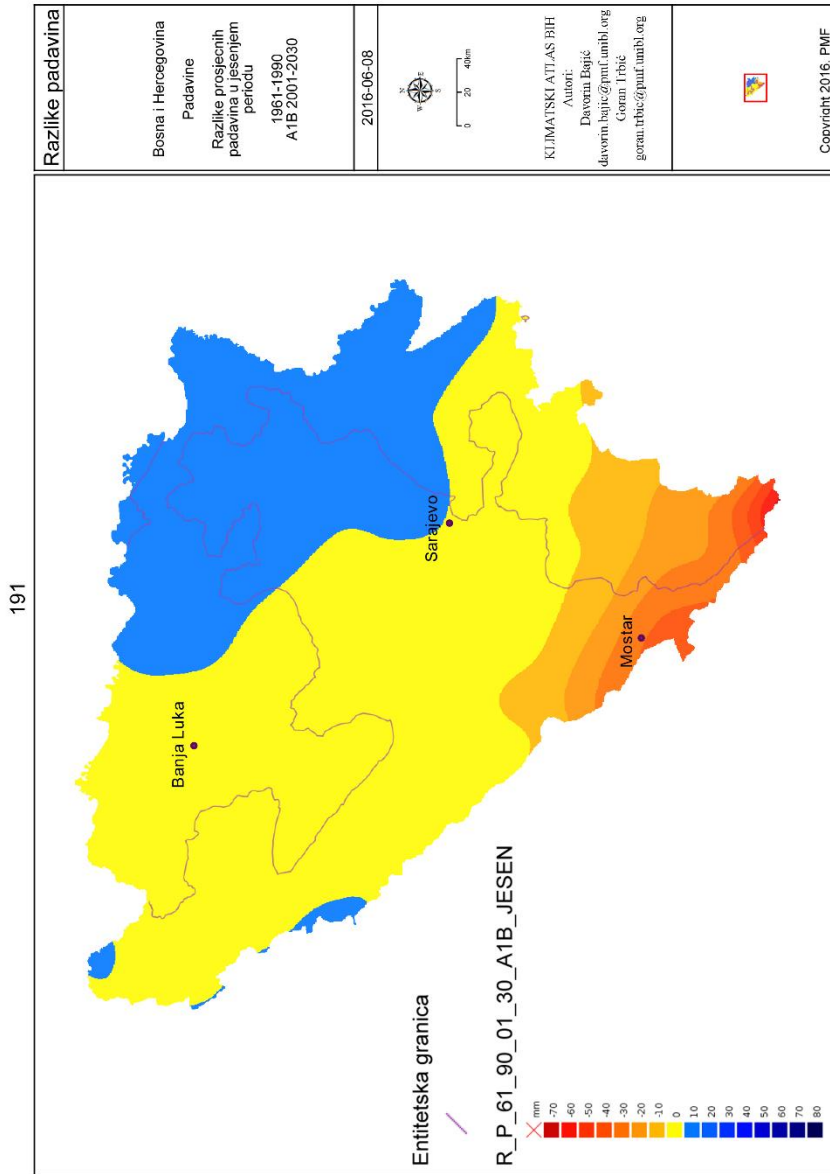 191
Entitetska granica
R_P_61_90_01_30_A1B_JESEN
mm
-70
-60
-50
-40
-30
-20
-10
0
10
20
30
40
50
60
70
80
Banja Luka
Sarajevo
Mostar
Razlike padavina
Bosna i Hercegovina
Padavine
Razlike prosjecnih
padavina u jesenjem
periodu
1961-1990
A1B 2001-2030
2016-06-08
N
W
E
S
0 20 40km
KLIMATSKI ATLAS BIH
Autori:
Davorin Bajić
davorin.bajic@pmf.unibl.org
Goran Trbić
goran.trbic@pmf.unibl.org
Copyright 2016, PMF